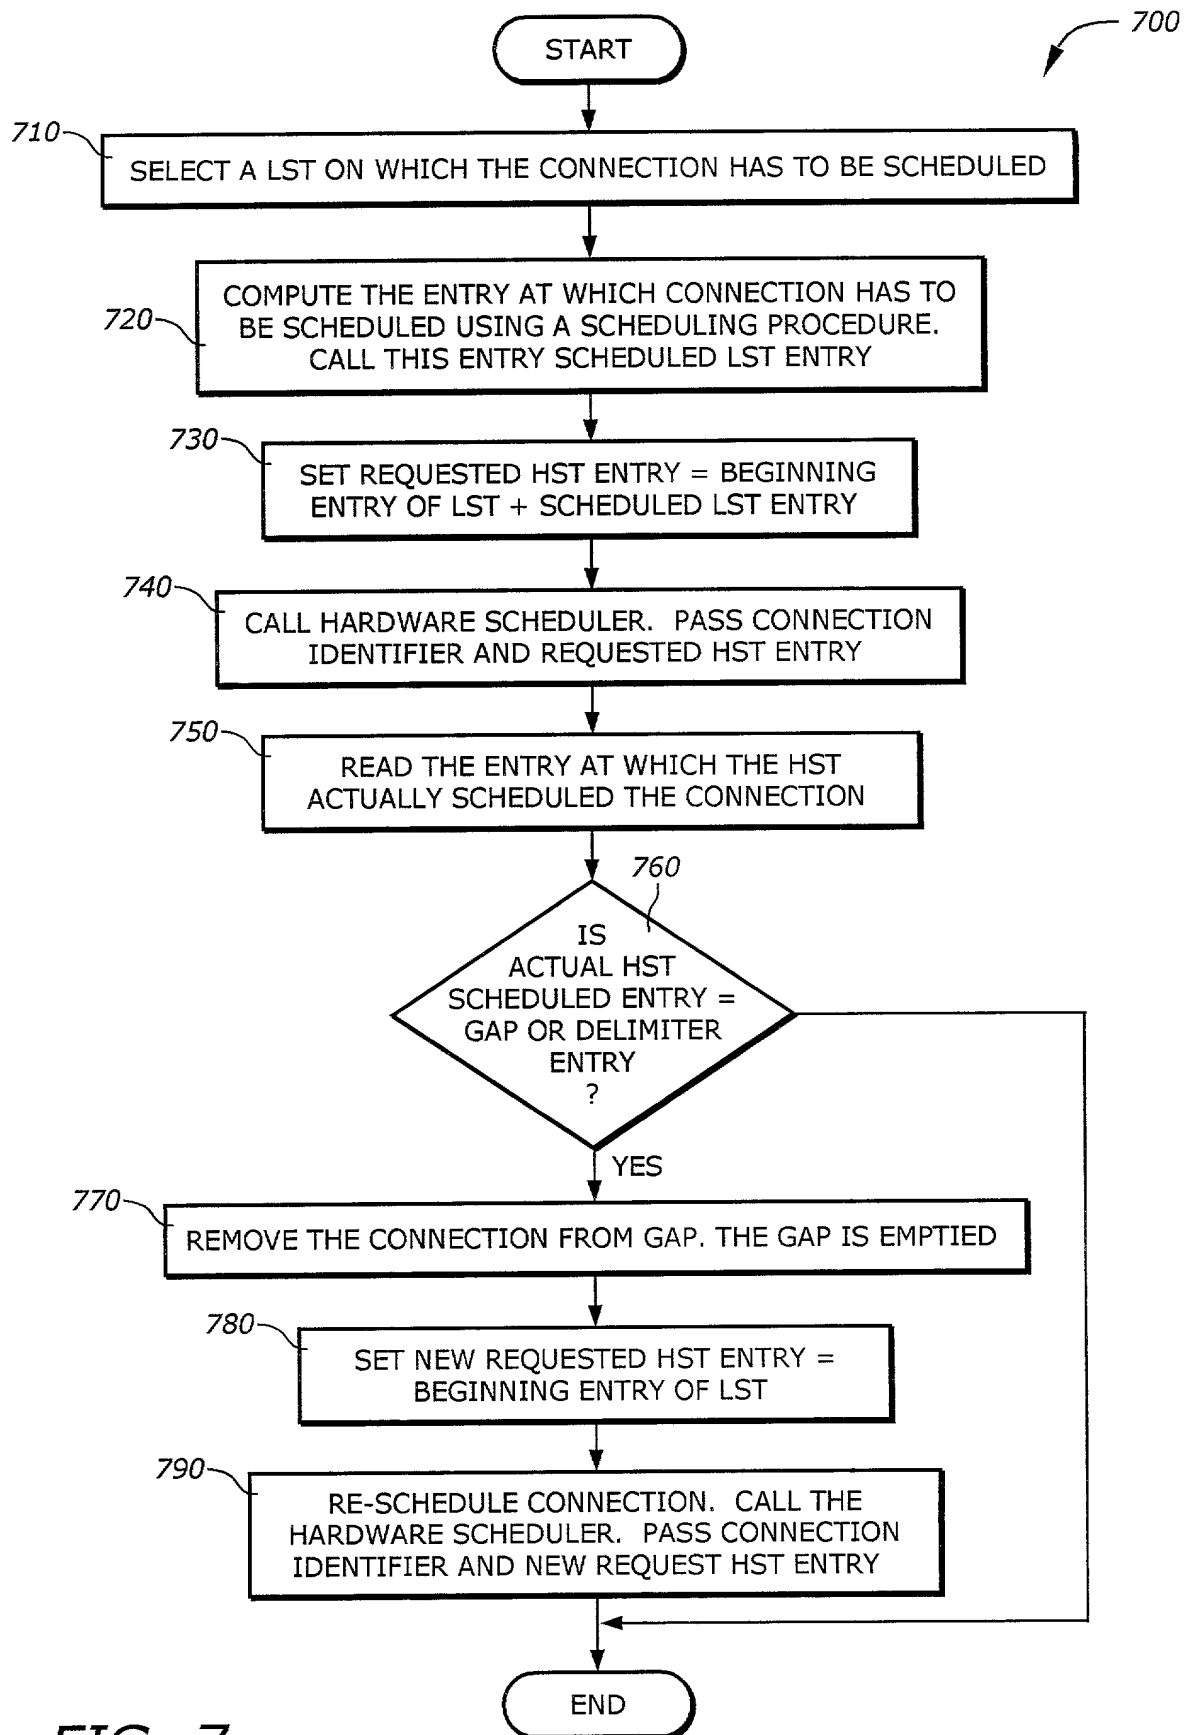 700
START
710
SELECT A LST ON WHICH THE CONNECTION HAS TO BE SCHEDULED
720
COMPUTE THE ENTRY AT WHICH CONNECTION HAS TO
BE SCHEDULED USING A SCHEDULING PROCEDURE.
CALL THIS ENTRY SCHEDULED LST ENTRY
730
SET REQUESTED HST ENTRY = BEGINNING
ENTRY OF LST + SCHEDULED LST ENTRY
740
CALL HARDWARE SCHEDULER. PASS CONNECTION
IDENTIFIER AND REQUESTED HST ENTRY
750
READ THE ENTRY AT WHICH THE HST
ACTUALLY SCHEDULED THE CONNECTION
760
IS
ACTUAL HST
SCHEDULED ENTRY =
GAP OR DELIMITER
ENTRY
?
YES
770
REMOVE THE CONNECTION FROM GAP. THE GAP IS EMPTIED
780
SET NEW REQUESTED HST ENTRY =
BEGINNING ENTRY OF LST
790
RE-SCHEDULE CONNECTION. CALL THE
HARDWARE SCHEDULER. PASS CONNECTION
IDENTIFIER AND NEW REQUEST HST ENTRY
END
FIG. 7